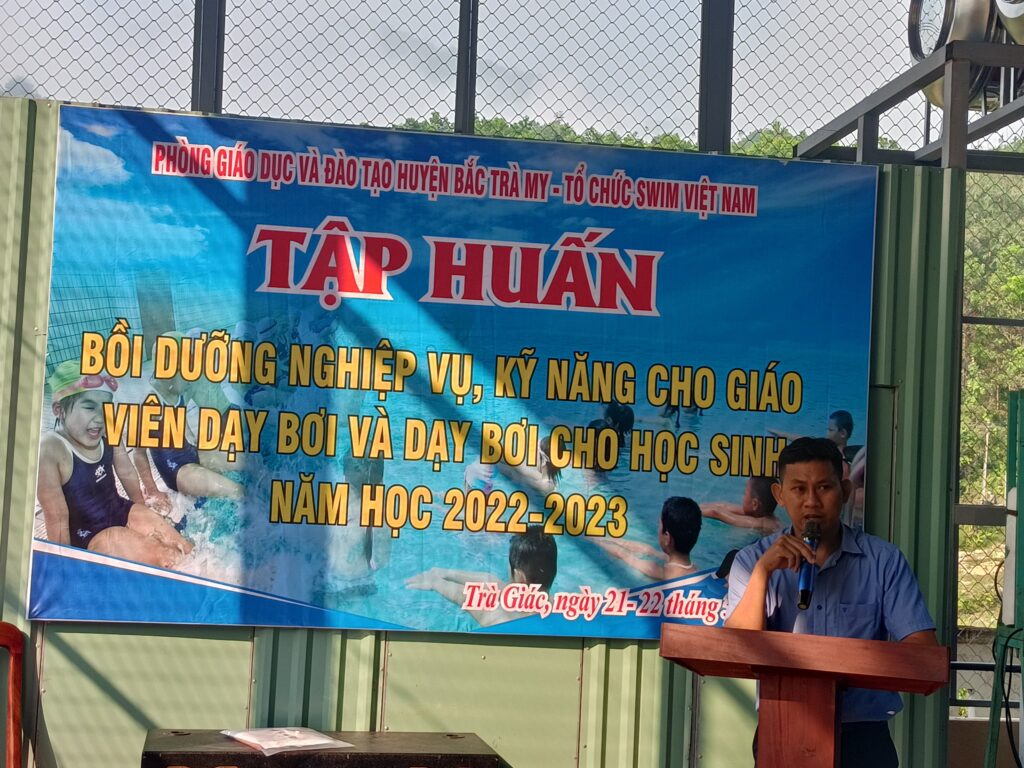 PHÒNG GIÁO DỤC VÀ ĐÀO TẠO HUYỆN BẮC TRÀ MY - TỔ CHỨC SWIM VIỆT NAM
TẬP HUẤN
BỒI DƯỠNG NGHIỆP VỤ, KỸ NĂNG CHO GIÁO
VIÊN DẠY BƠI VÀ DẠY BƠI CHO HỌC SINH
NĂM HỌC 2022-2023
Trà Giác, ngày 21- 22 tháng